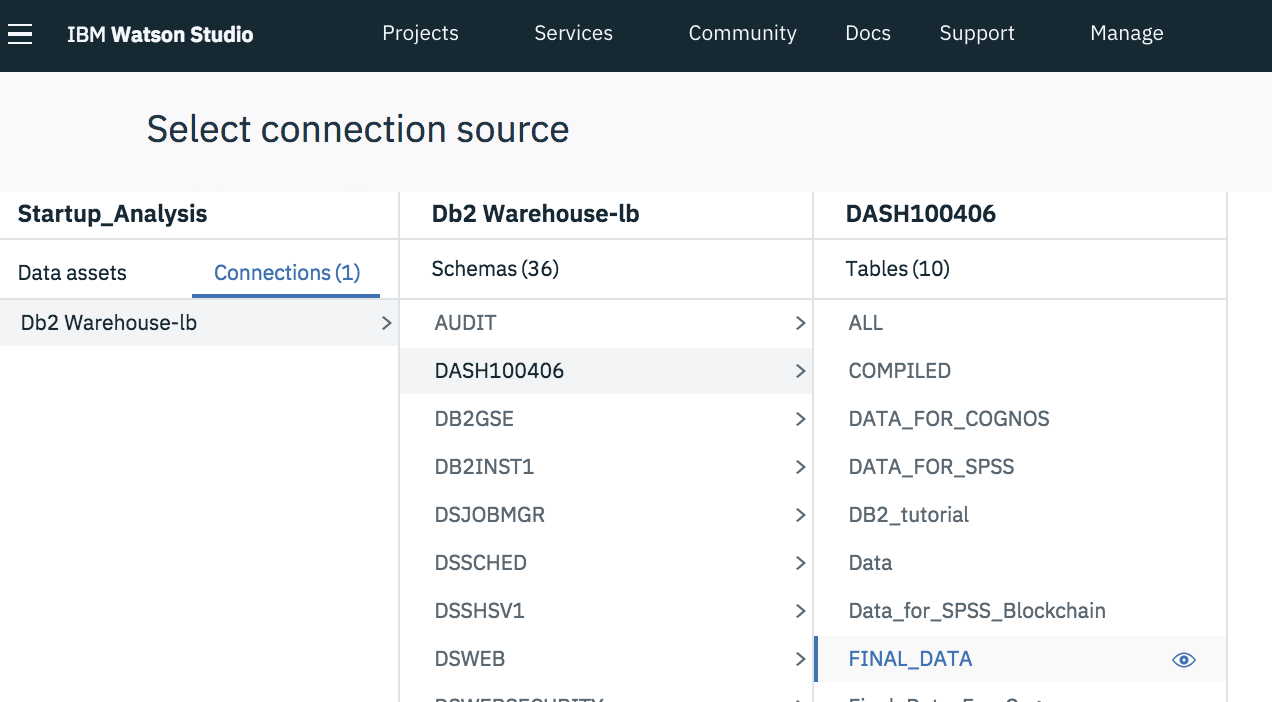 IBM Watson Studio Projects Services Community Docs Support Manage
Select connection source
Startup_Analysis
Data assets Connections (1)
Db2 Warehouse-lb
Db2 Warehouse-lb
Schemas (36)
AUDIT
DASH100406
DB2GSE
DB2INST1
DSJOBMGR
DSSCHED
DSSHSV1
DSWEB
DASH100406
Tables (10)
ALL
COMPILED
DATA_FOR_COGNOS
DATA_FOR_SPSS
DB2_tutorial
Data
Data_for_SPSS_Blockchain
FINAL_DATA